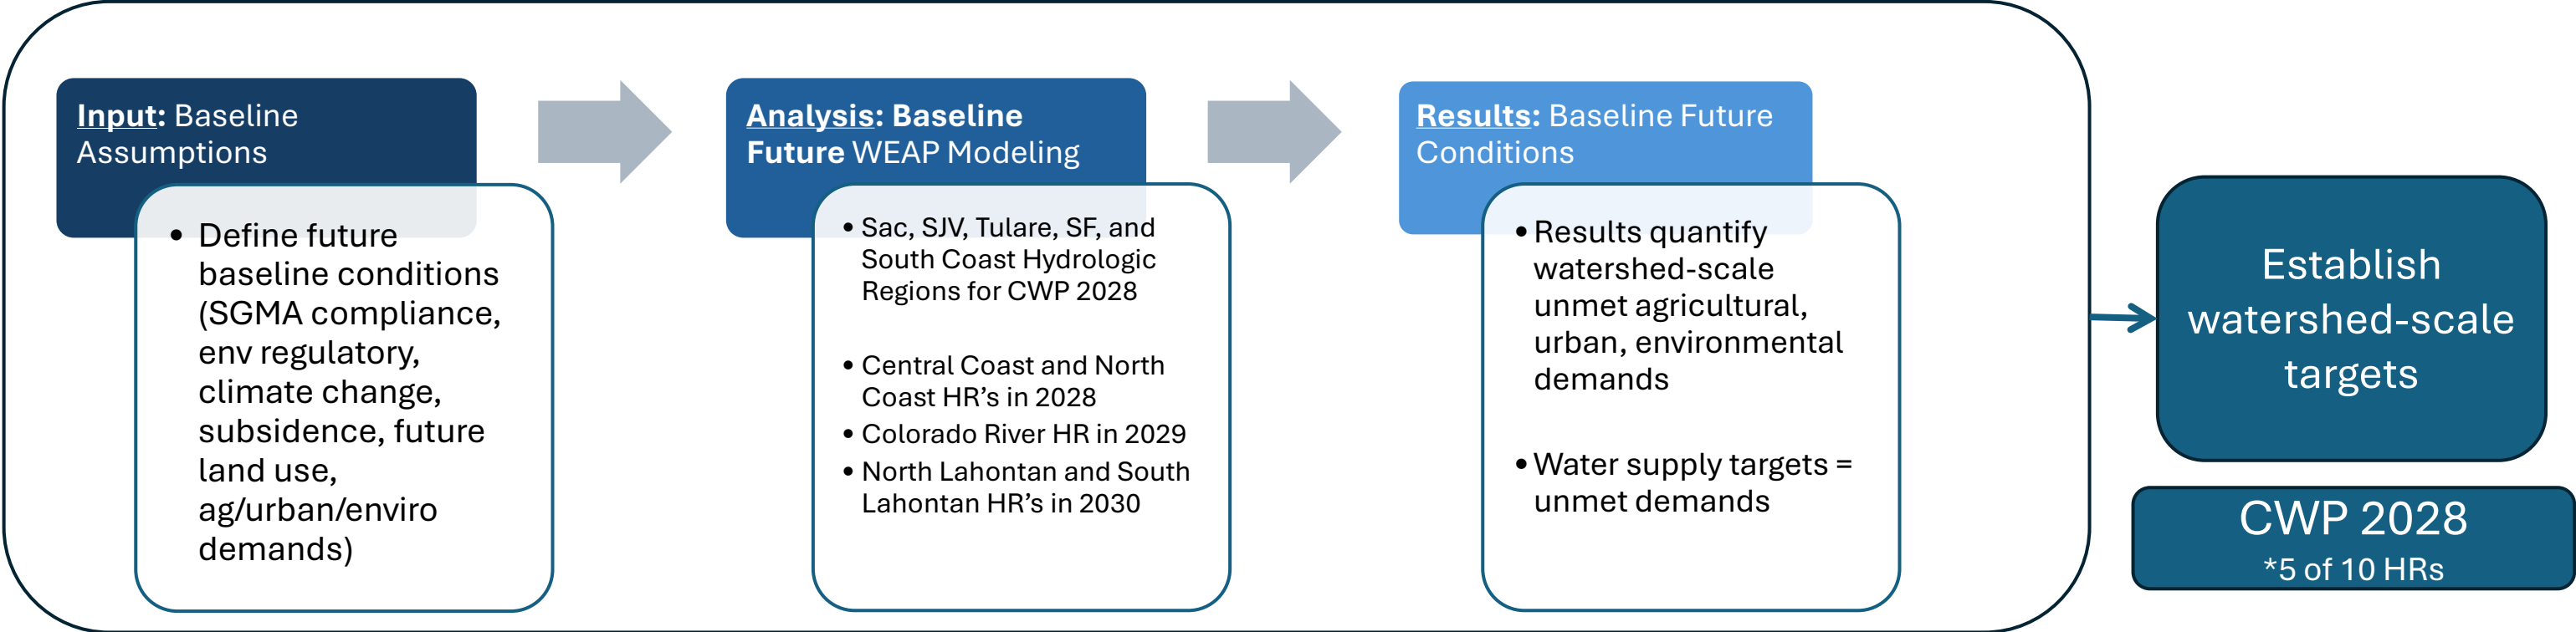 Input: Baseline
Assumptions
• Define future
baseline conditions
(SGMA compliance,
env regulatory,
climate change,
subsidence, future
land use,
ag/urban/enviro
demands)
Analysis: Baseline
Future WEAP Modeling
• Sac, SJV, Tulare, SF, and
South Coast Hydrologic
Regions for CWP 2028
• Central Coast and North
Coast HR’s in 2028
• Colorado River HR in 2029
• North Lahontan and South
Lahontan HR’s in 2030
Results: Baseline Future
Conditions
• Results quantify
watershed-scale
unmet agricultural,
urban, environmental
demands
• Water supply targets =
unmet demands
Establish
watershed-scale
targets
CWP 2028
*5 of 10 HRs